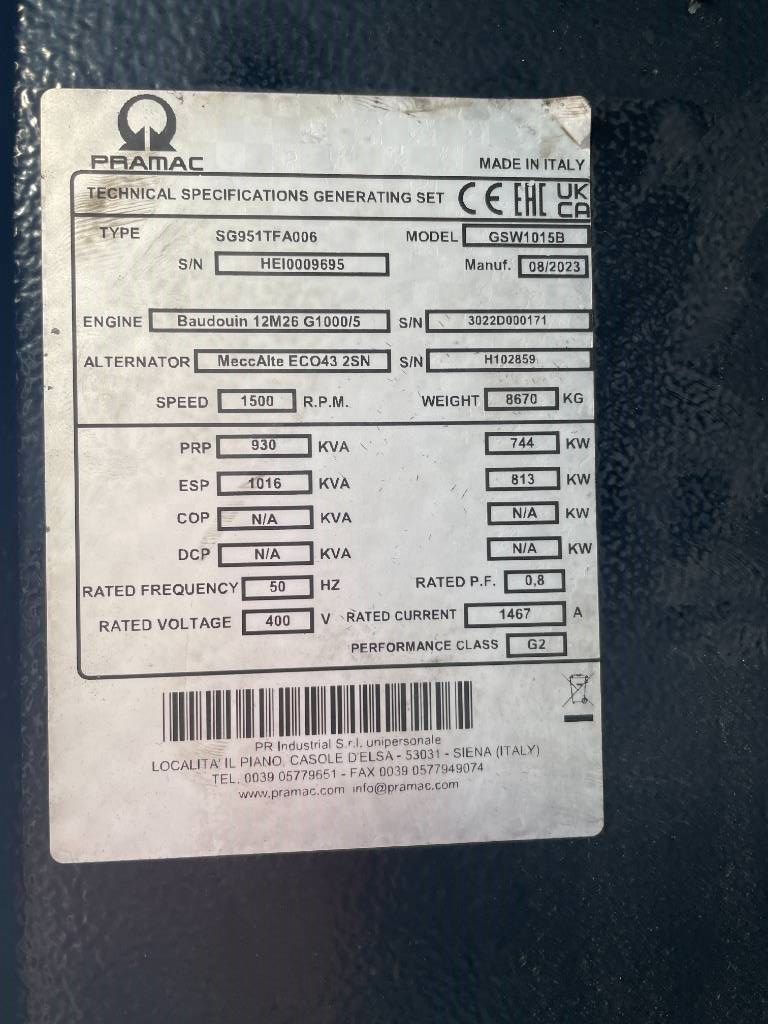 PRAMAC
MADE IN ITALY
TECHNICAL SPECIFICATIONS GENERATING SET CE EAC UK CA
TYPE SG951TFA006 MODEL GSW1015B
S/N HEI0009695 Manuf. 08/2023
ENGINE Baudouin 12M26 G1000/5 S/N 3022D000171
ALTERNATOR MeccAlte ECO43 2SN S/N H102859
SPEED 1500 R.P.M. WEIGHT 8670 KG
PRP 930 KVA 744 KW
ESP 1016 KVA 813 KW
COP N/A KVA N/A KW
DCP N/A KVA N/A KW
RATED FREQUENCY 50 HZ RATED P.F. 0,8
RATED VOLTAGE 400 V RATED CURRENT 1467 A
PERFORMANCE CLASS G2
PR Industrial S.r.l. unipersonale
LOCALITA' IL PIANO, CASOLE D'ELSA - 53031 - SIENA (ITALY)
TEL. 0039 05779651 - FAX 0039 0577949074
www.pramac.com info@pramac.com